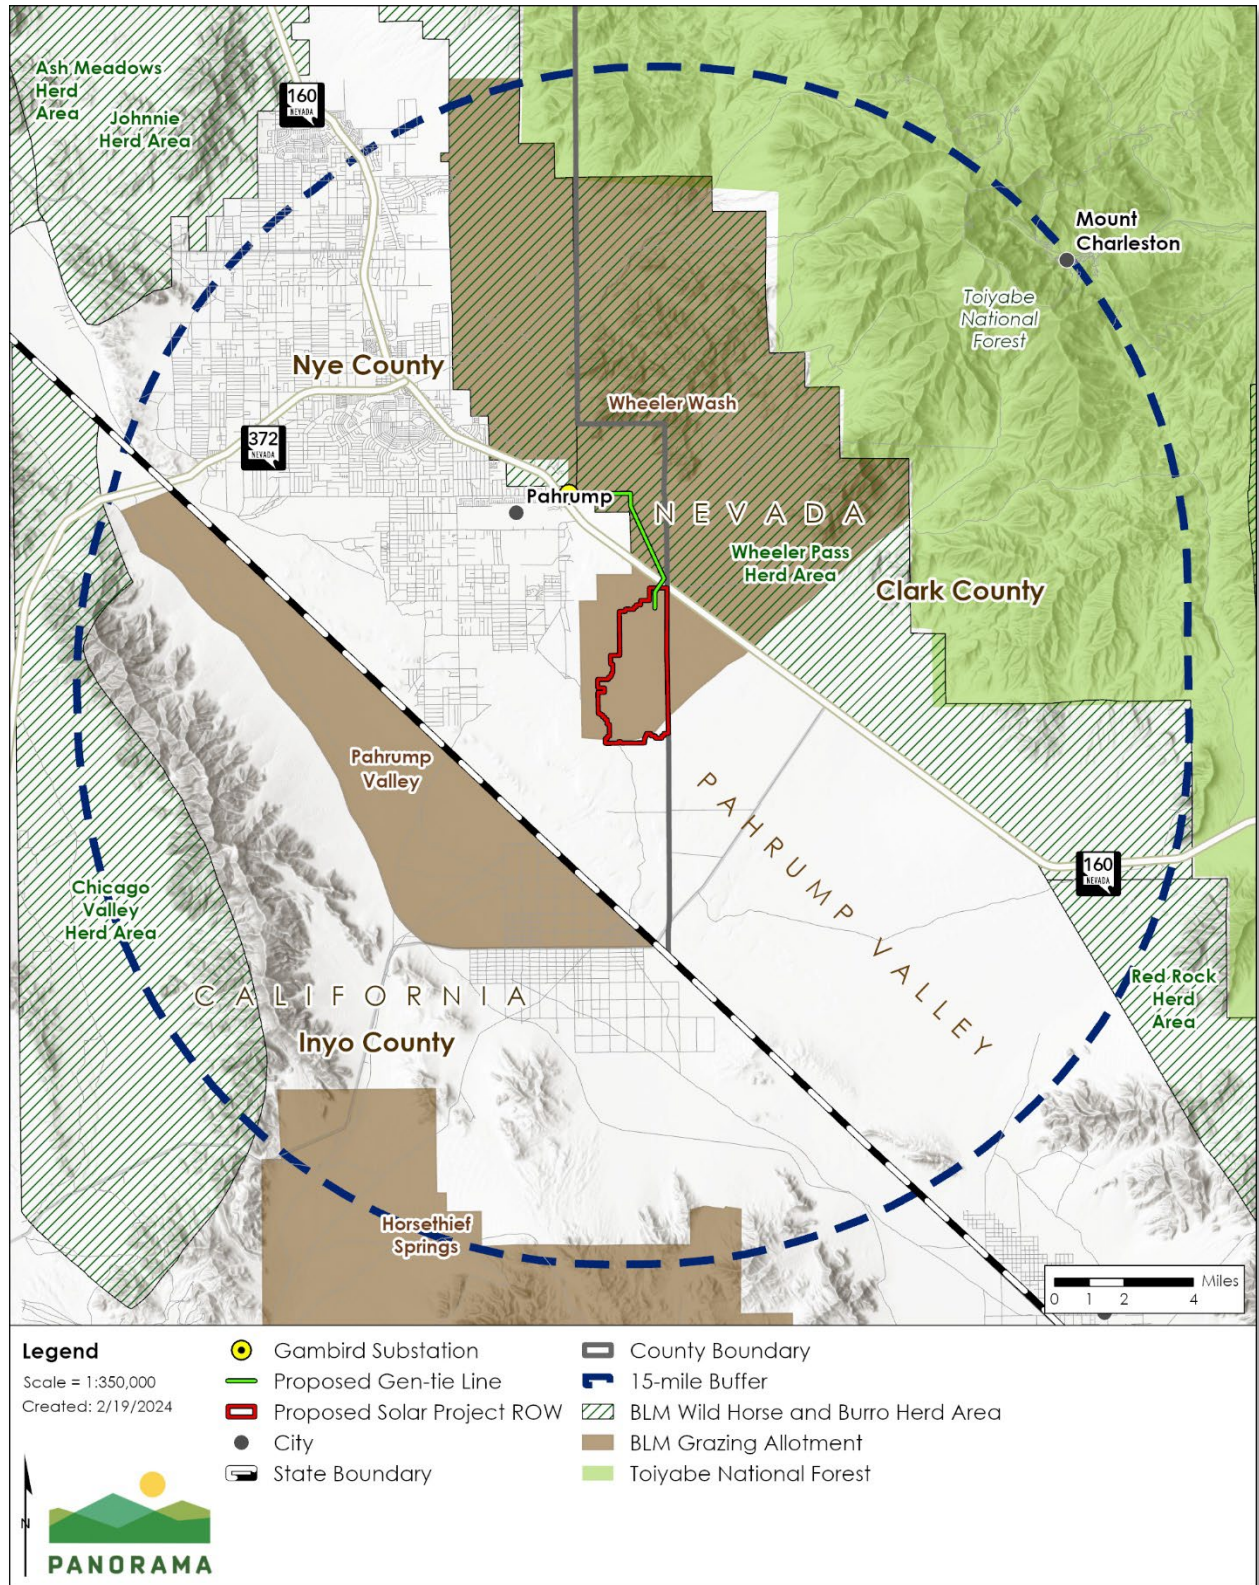 Ash Meadows
Herd
Area
Johnnie
Herd Area
160
NEVADA
Mount
Charleston
Toiyabe
National
Forest
Nye County
Wheeler Wash
372
NEVADA
Pahrump
NEVADA
Wheeler Pass
Herd Area
Clark County
Pahrump
Valley
PAHRUMP VALLEY
160
NEVADA
Chicago
Valley
Herd Area
Red Rock
Herd
Area
CALIFORNIA
Inyo County
Horsethief
Springs
Miles
0 1 2 4
Legend
Scale = 1:350,000
Created: 2/19/2024
Gambird Substation
Proposed Gen-tie Line
Proposed Solar Project ROW
City
State Boundary
County Boundary
15-mile Buffer
BLM Wild Horse and Burro Herd Area
BLM Grazing Allotment
Toiyabe National Forest
N
PANORAMA